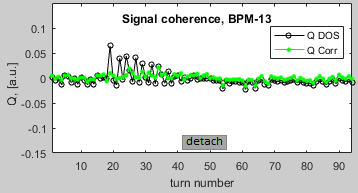 Signal coherence, BPM-13
Q DOS
Q Corr
0.1
0.05
0
-0.05
-0.1
-0.15
Q, [a.u.]
detach
10 20 30 40 50 60 70 80 90
turn number